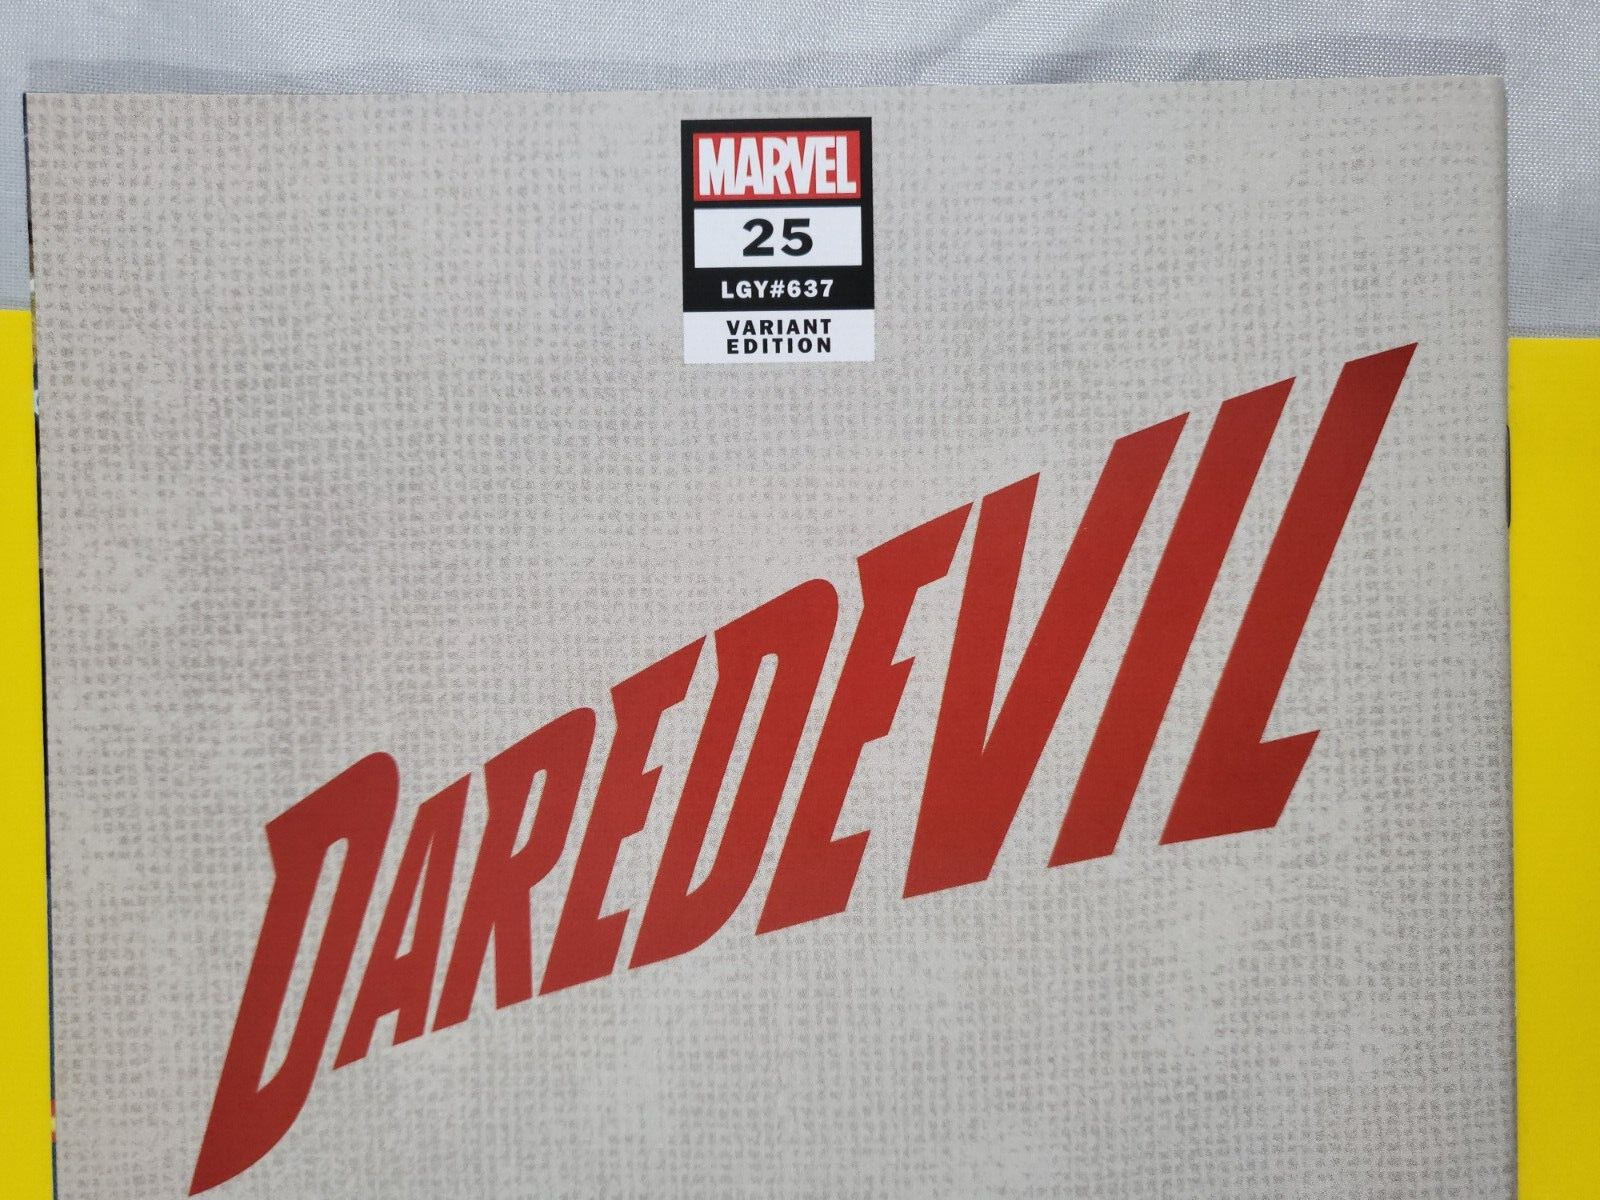 MARVEL
25
LGY#637
VARIANT
EDITION
DAREDEVIL